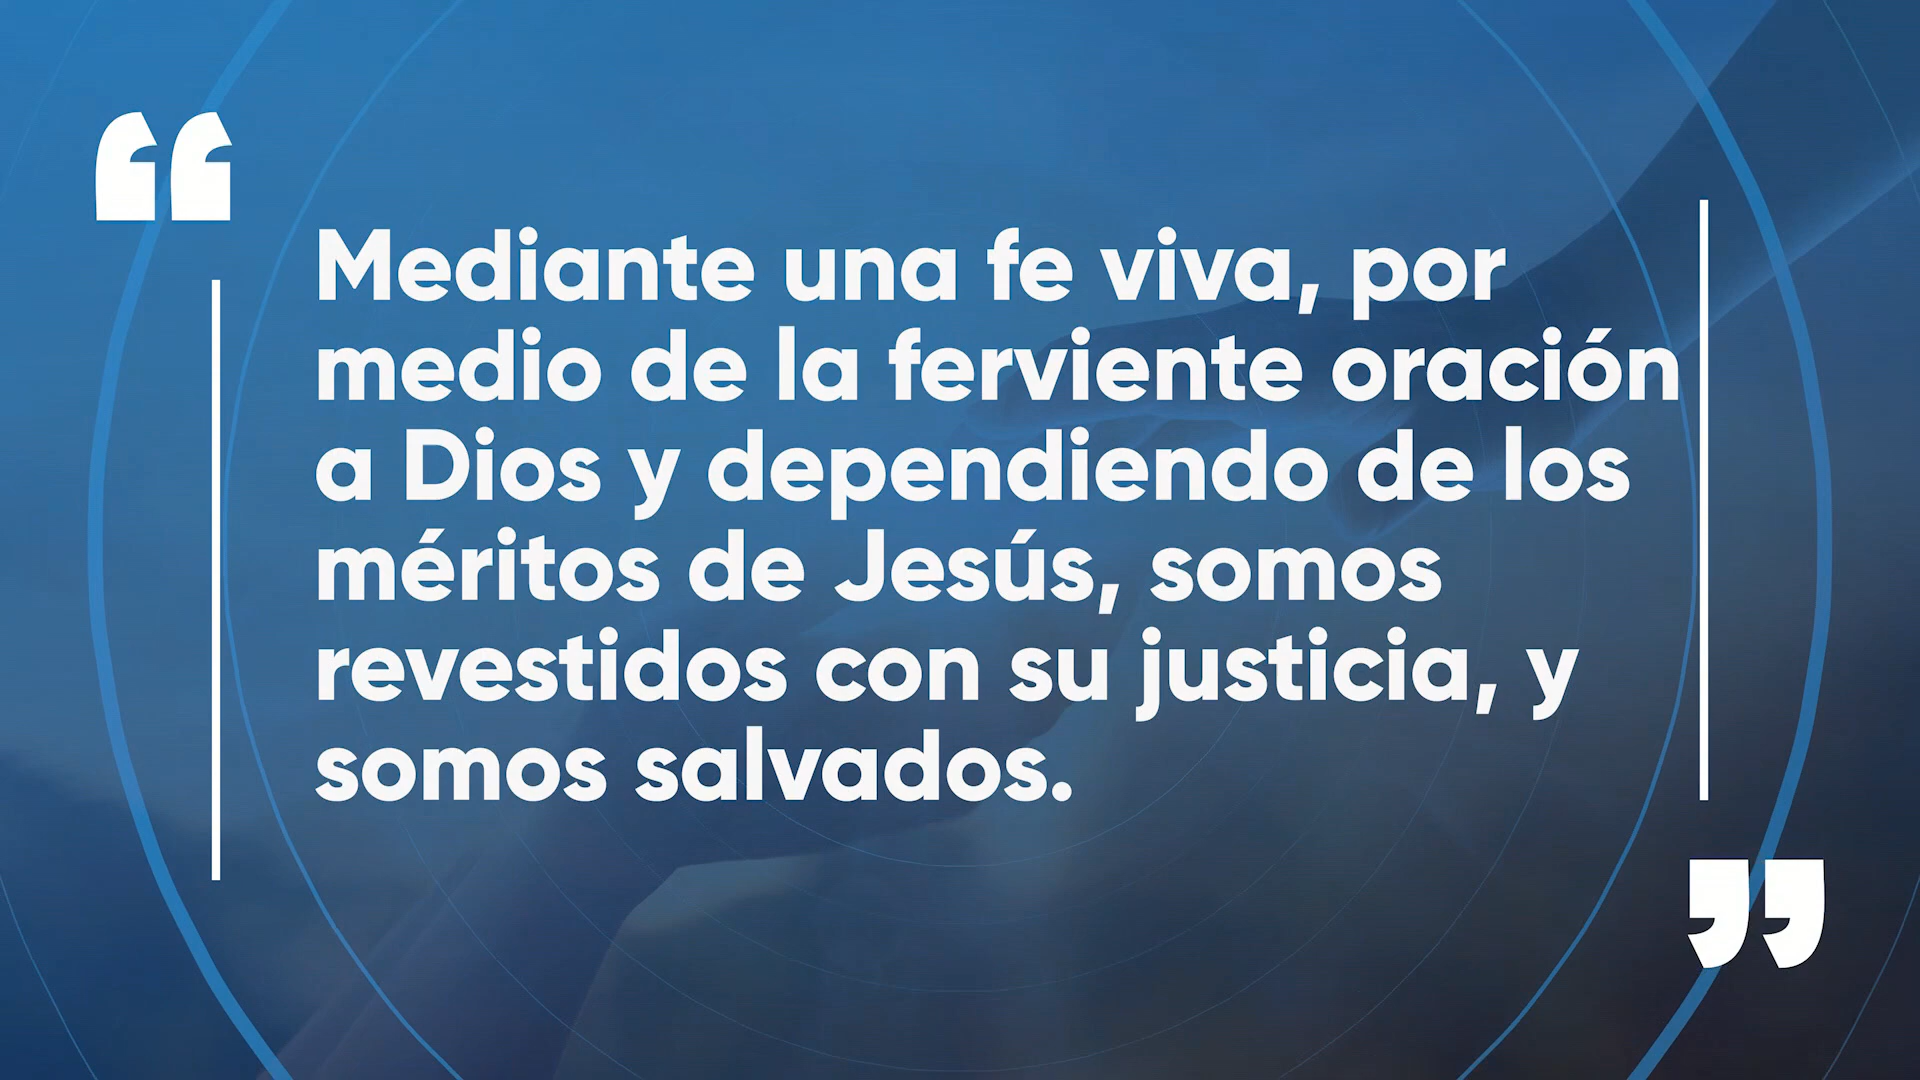 “
Mediante una fe viva, por
medio de la ferviente oración
a Dios y dependiendo de los
méritos de Jesús, somos
revestidos con su justicia, y
somos salvados.
”